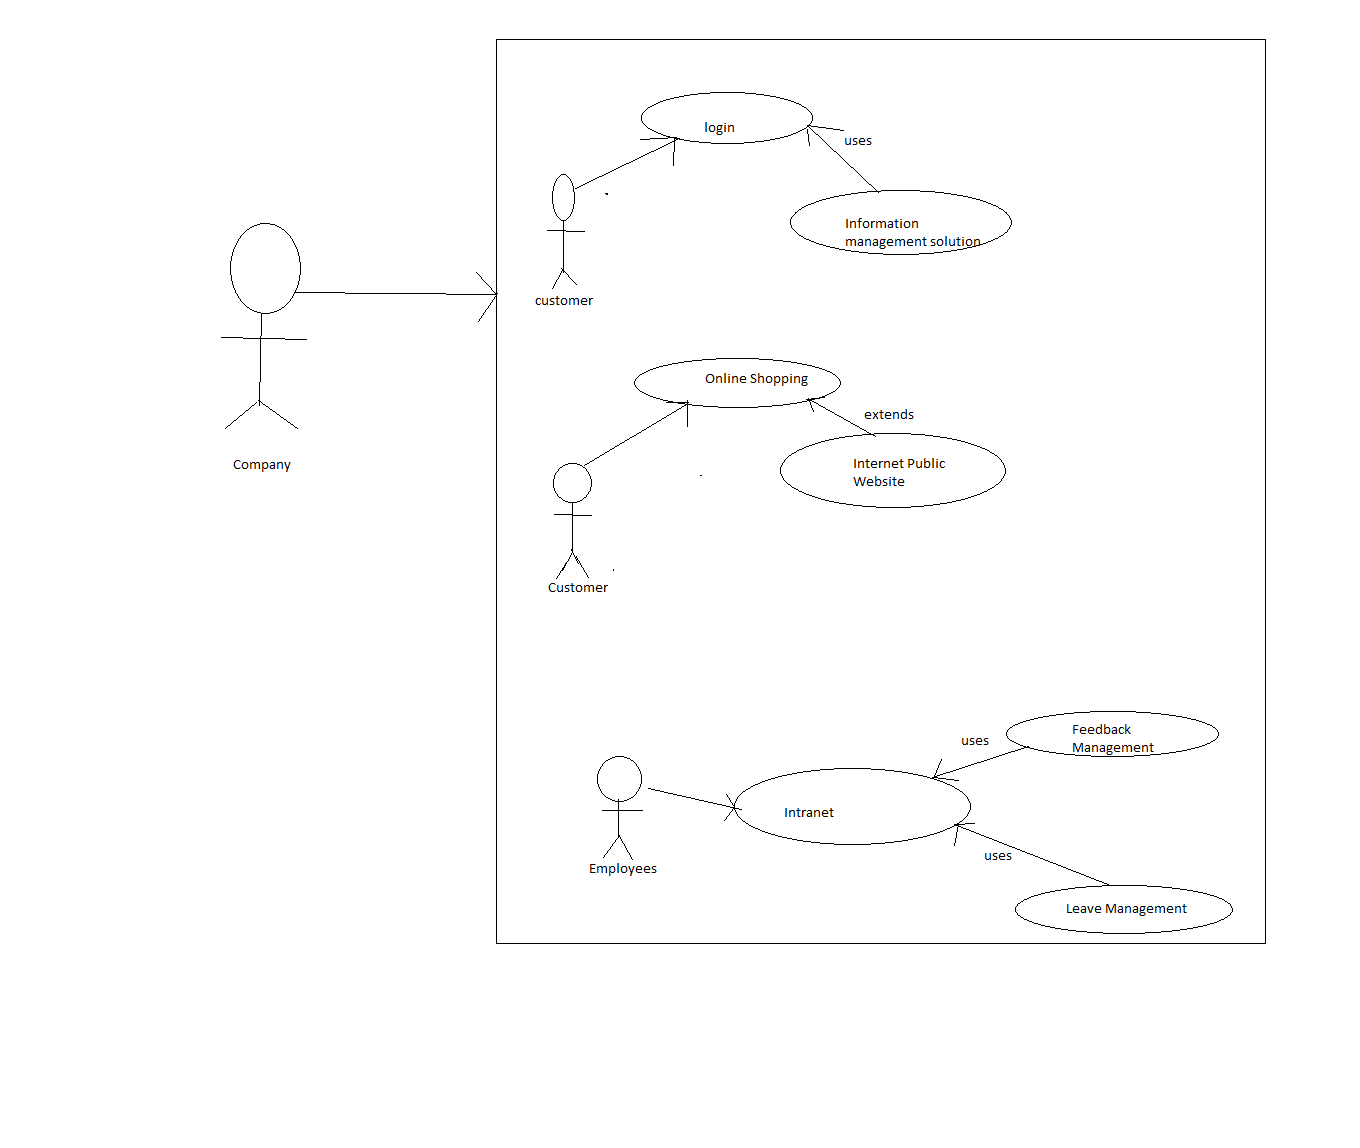 login
uses
Information
management solution
customer
Company
Online Shopping
extends
Internet Public
Website
Customer
Feedback
Management
uses
Intranet
uses
Employees
Leave Management